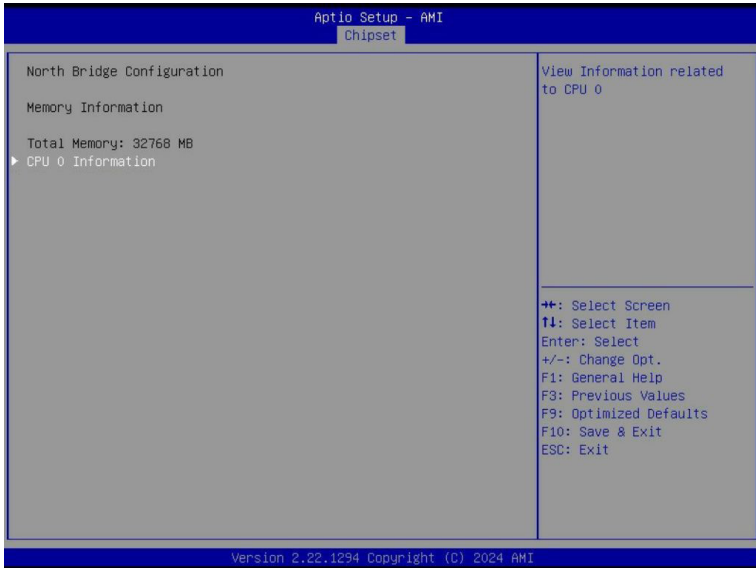 Aptio Setup – AMI
Chipset
North Bridge Configuration
Memory Information
Total Memory: 32768 MB
▶ CPU 0 Information
View Information related
to CPU 0
→←: Select Screen
↑↓: Select Item
Enter: Select
+/-: Change Opt.
F1: General Help
F3: Previous Values
F9: Optimized Defaults
F10: Save & Exit
ESC: Exit
Version 2.22.1294 Copyright (C) 2024 AMI